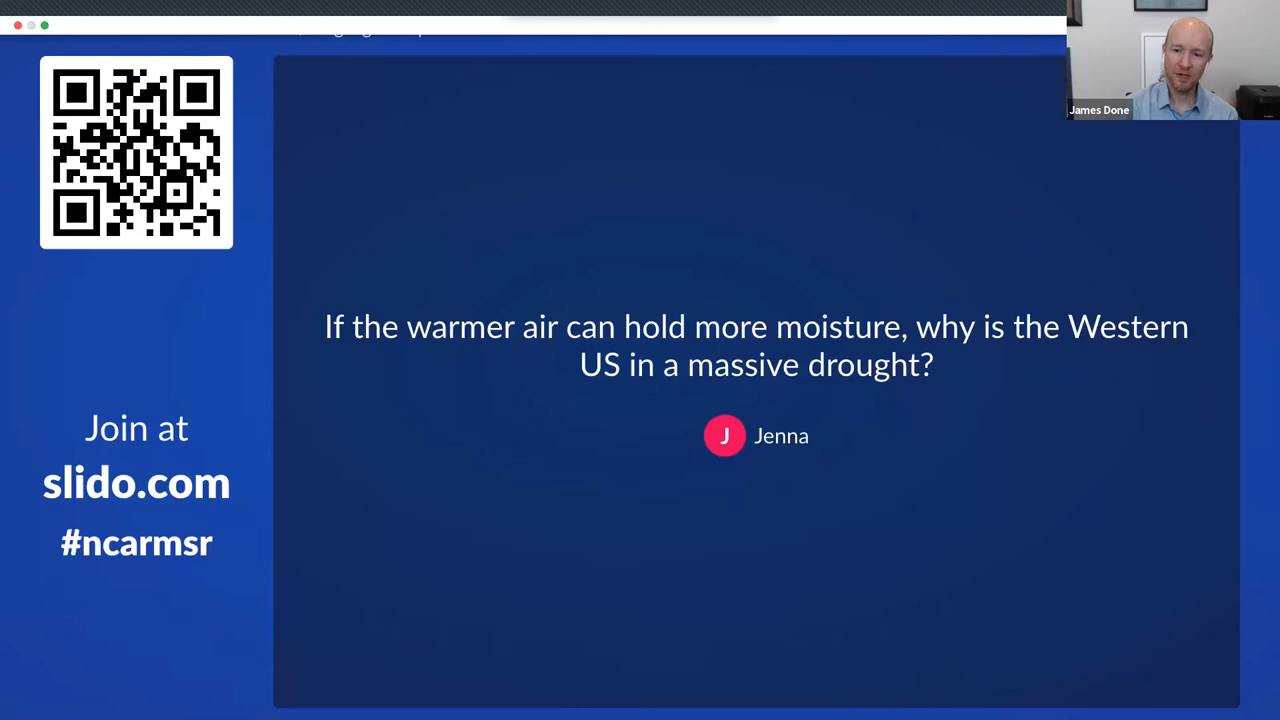 James Done
If the warmer air can hold more moisture, why is the Western
US in a massive drought?
J Jenna
Join at
slido.com
#ncarmsr